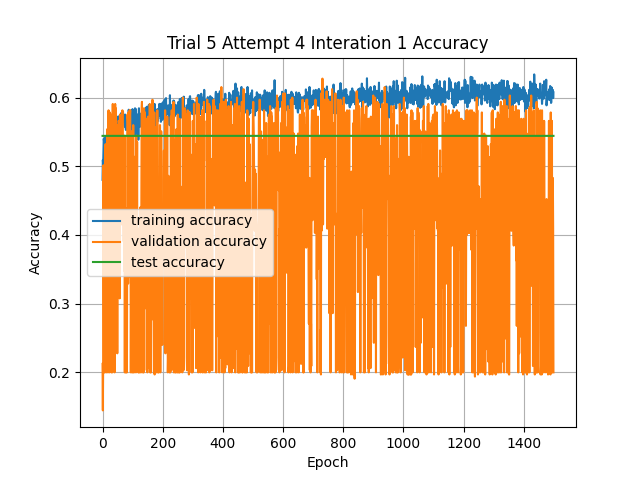 Trial 5 Attempt 4 Interation 1 Accuracy
Accuracy
0.6
0.5
0.4
0.3
0.2
training accuracy
validation accuracy
test accuracy
0 200 400 600 800 1000 1200 1400
Epoch